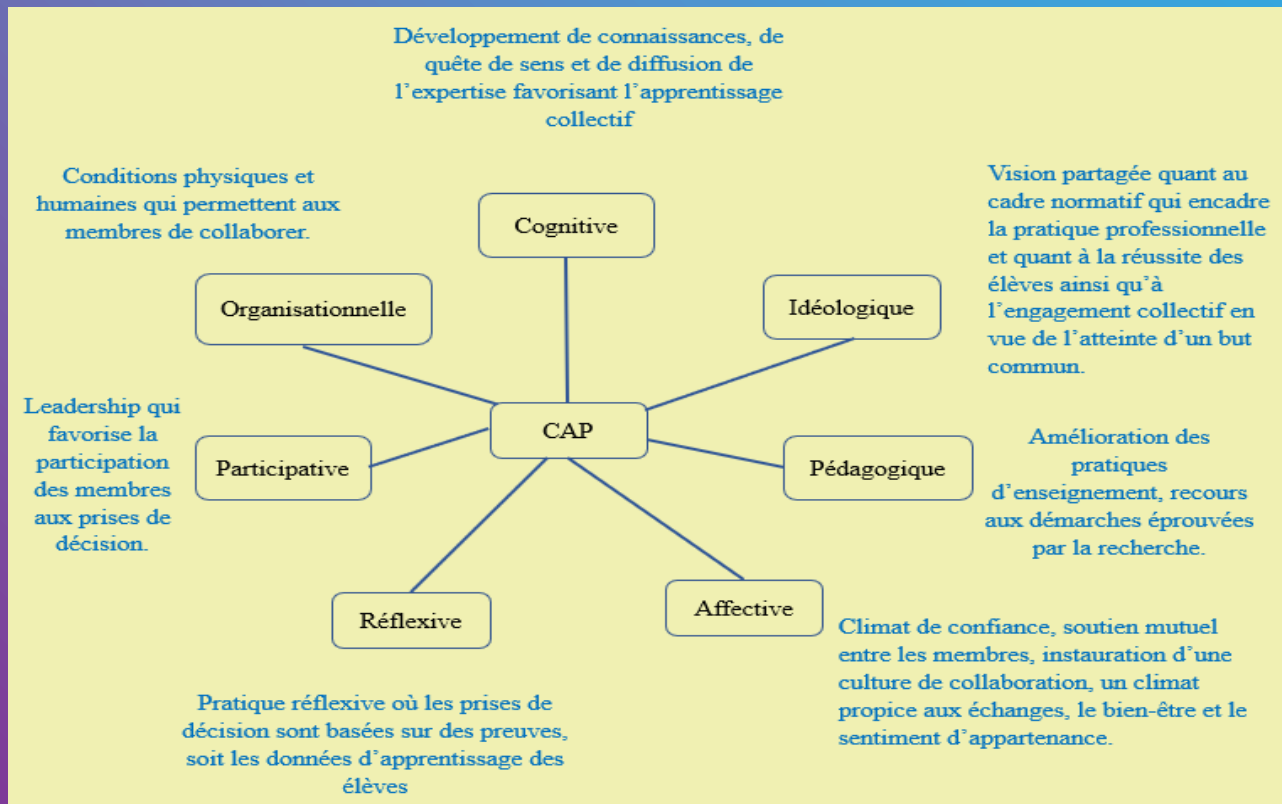 Développement de connaissances, de
quête de sens et de diffusion de
l’expertise favorisant l’apprentissage
collectif
Cognitive
Conditions physiques et
humaines qui permettent aux
membres de collaborer.
Organisationnelle
Vision partagée quant au
cadre normatif qui encadre
la pratique professionnelle
et quant à la réussite des
élèves ainsi qu’à
l’engagement collectif en
vue de l’atteinte d’un but
commun.
Idéologique
CAP
Leadership qui
favorise la
participation
des membres
aux prises de
décision.
Participative
Pédagogique
Amélioration des
pratiques
d’enseignement, recours
aux démarches éprouvées
par la recherche.
Réflexive
Affective
Climat de confiance, soutien mutuel
entre les membres, instauration d’une
culture de collaboration, un climat
propice aux échanges, le bien-être et le
sentiment d’appartenance.
Pratique réflexive où les prises de
décision sont basées sur des preuves,
soit les données d’apprentissage des
élèves